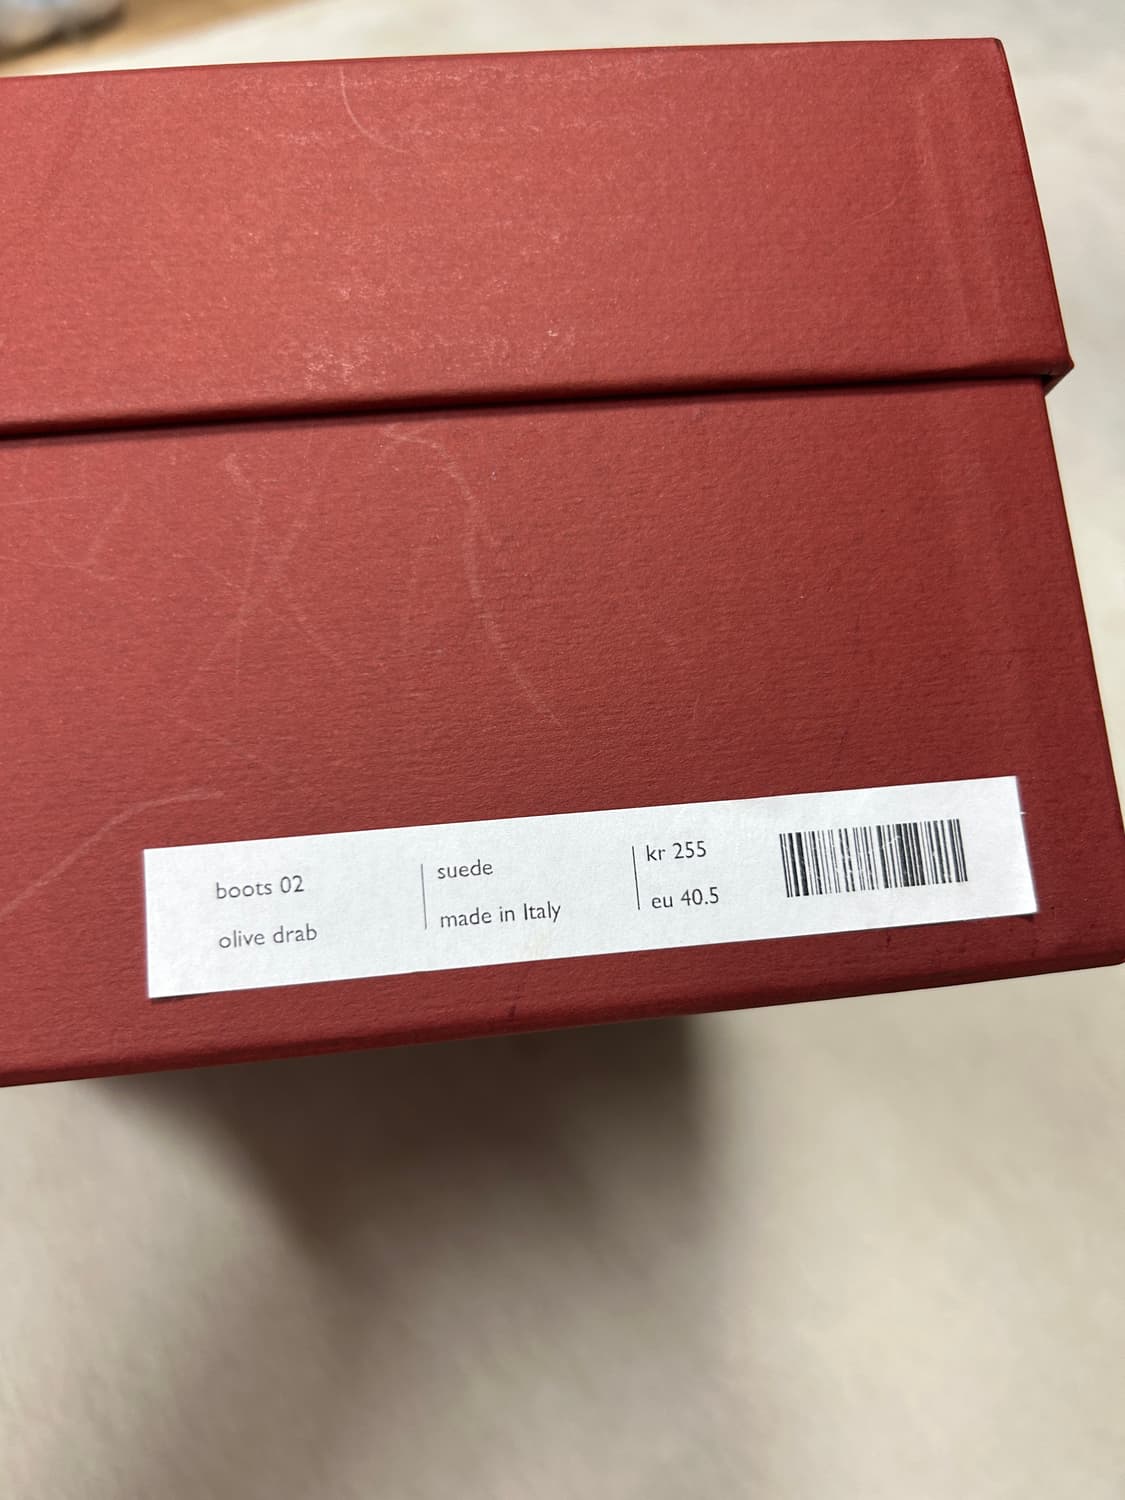 boots 02
olive drab
suede
made in Italy
kr 255
eu 40.5